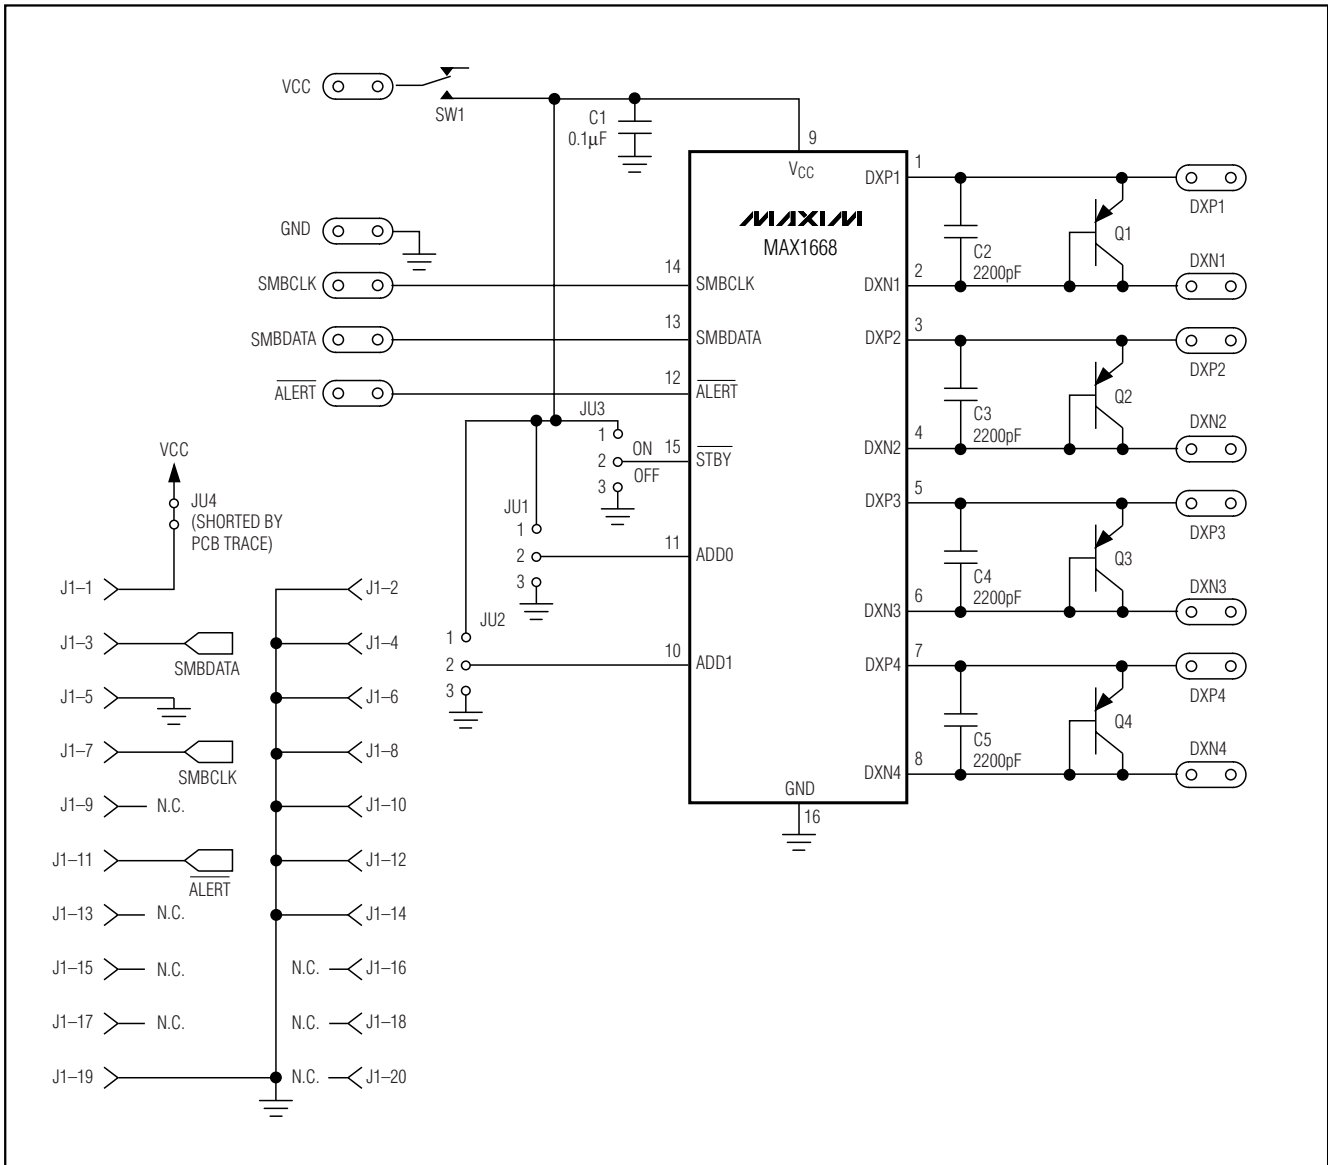 VCC
SW1
C1
0.1µF
9
VCC
MAXIM
MAX1668
GND
SMBCLK
14
SMBCLK
SMBDATA
13
SMBDATA
ALERT
12
ALERT
JU3
1
2
3
ON
OFF
15
STBY
JU1
1
2
3
11
ADD0
JU2
1
2
3
10
ADD1
GND
16
DXP1
1
C2
2200pF
Q1
DXP1
DXN1
2
DXN1
DXP2
3
C3
2200pF
Q2
DXP2
DXN2
4
DXN2
DXP3
5
C4
2200pF
Q3
DXP3
DXN3
6
DXN3
DXP4
7
C5
2200pF
Q4
DXP4
DXN4
8
DXN4
VCC
JU4
(SHORTED BY
PCB TRACE)
J1–1
J1–2
J1–3
SMBDATA
J1–4
J1–5
J1–6
J1–7
SMBCLK
J1–8
J1–9
N.C.
J1–10
J1–11
ALERT
J1–12
J1–13
N.C.
J1–14
J1–15
N.C.
N.C.
J1–16
J1–17
N.C.
N.C.
J1–18
J1–19
N.C.
J1–20